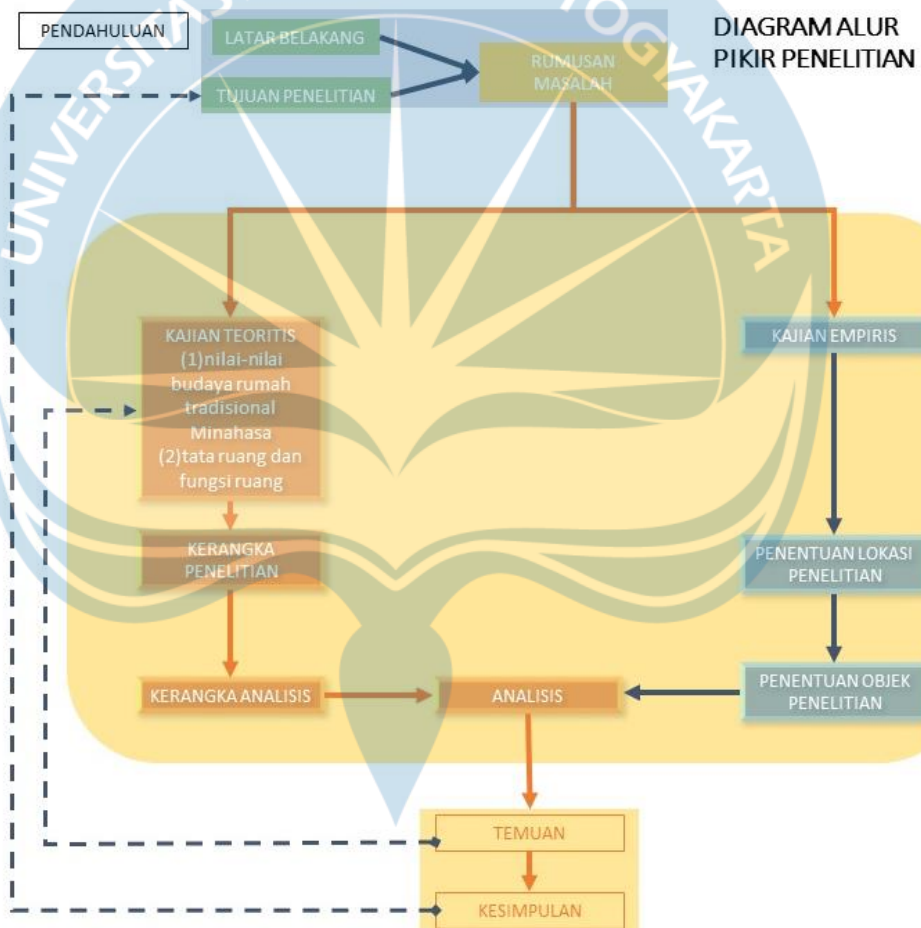 PENDAHULUAN
LATAR BELAKANG
TUJUAN PENELITIAN
RUMUSAN
MASALAH
DIAGRAM ALUR
PIKIR PENELITIAN
UNIVERSITAS
YOGYAKARTA
KAJIAN TEORITIS
(1)nilai-nilai
budaya rumah
tradisional
Minahasa
(2)tata ruang dan
fungsi ruang
KAJIAN EMPIRIS
KERANGKA
PENELITIAN
PENENTUAN LOKASI
PENELITIAN
KERANGKA ANALISIS
ANALISIS
PENENTUAN OBJEK
PENELITIAN
TEMUAN
KESIMPULAN